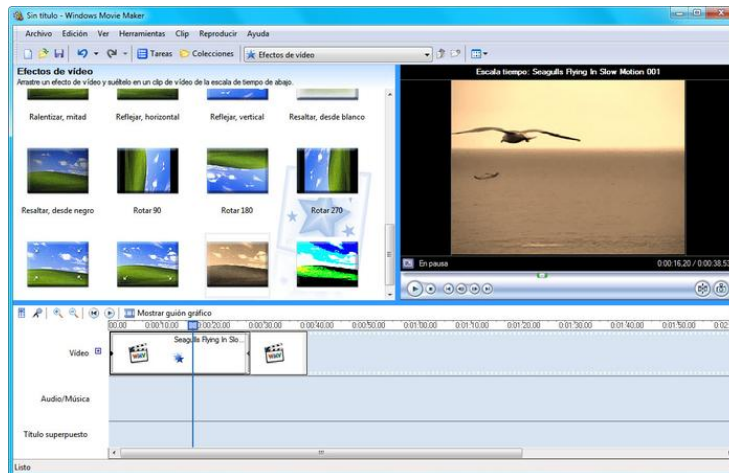 Sin título - Windows Movie Maker
Archivo Edición Ver Herramientas Clip Reproducir Ayuda
Tareas Colecciones Efectos de vídeo
Efectos de vídeo
Arrastre un efecto de vídeo y suéltelo en un clip de vídeo de la escala de tiempo de abajo.
Ralentizar, mitad Reflejar, horizontal Reflejar, vertical Resaltar, desde blanco
Resaltar, desde negro Rotar 90 Rotar 180 Rotar 270
Escala tiempo: Seagulls Flying In Slow Motion 001
En pausa 0:00:16.20 / 0:00:38.53
Mostrar guión gráfico
00.00 0:00:10.00 0:00:20.00 0:00:30.00 0:00:40.00 0:00:50.00 0:01:00.00 0:01:10.00 0:01:20.00 0:01:30.00 0:01:40.00 0:01:50.00 0:02
Vídeo WMV Seagulls Flying In Slo... WMV
Audio/Música
Título superpuesto
Listo